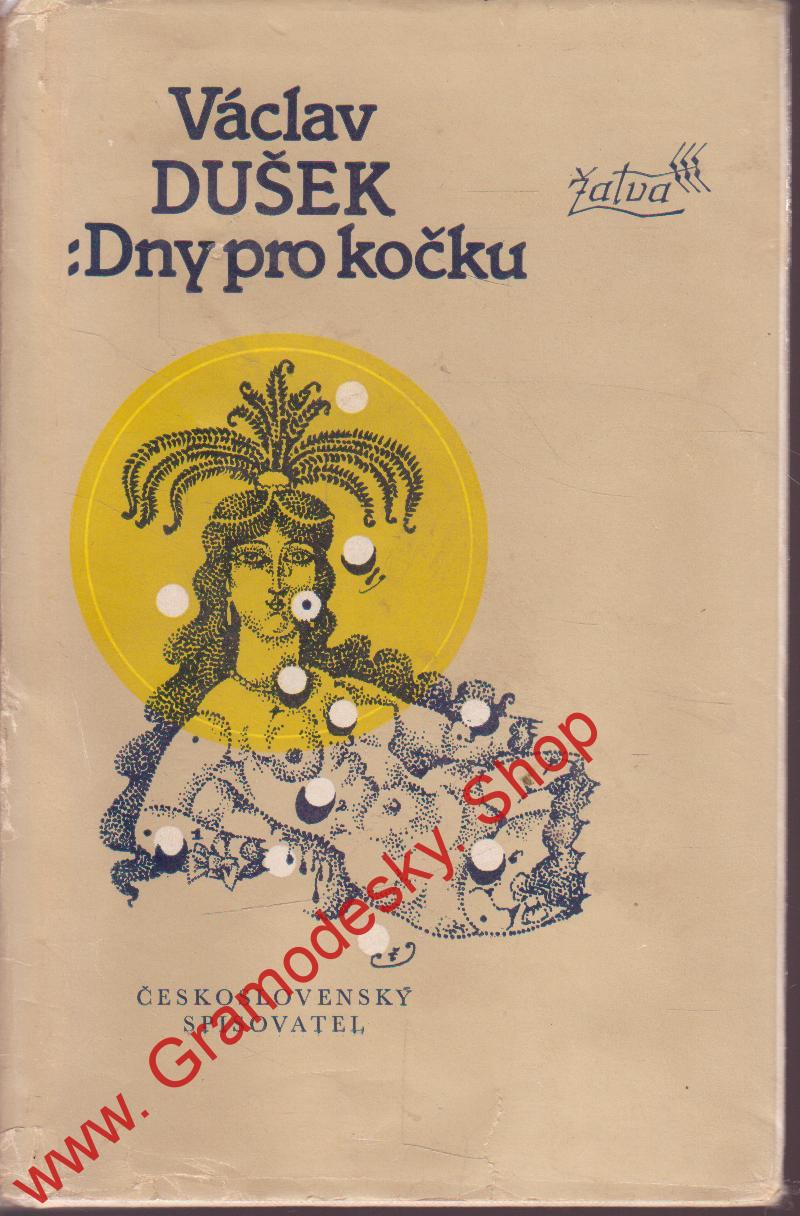 Václav
DUŠEK
:Dny pro kočku
Žatva
ČESKOSLOVENSKÝ
SPISOVATEL
www. Gramodesky. Shop